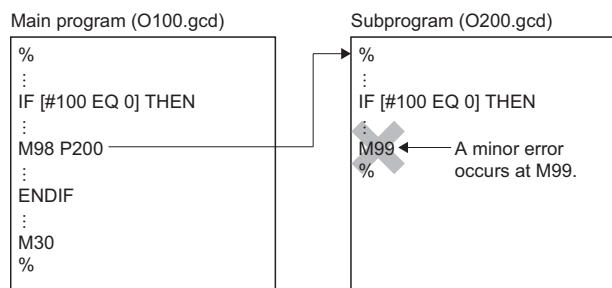 Main program (O100.gcd)
%
⋮
IF [#100 EQ 0] THEN
⋮
M98 P200
⋮
ENDIF
⋮
M30
%
Subprogram (O200.gcd)
%
⋮
IF [#100 EQ 0] THEN
⋮
M99
%
A minor error
occurs at M99.